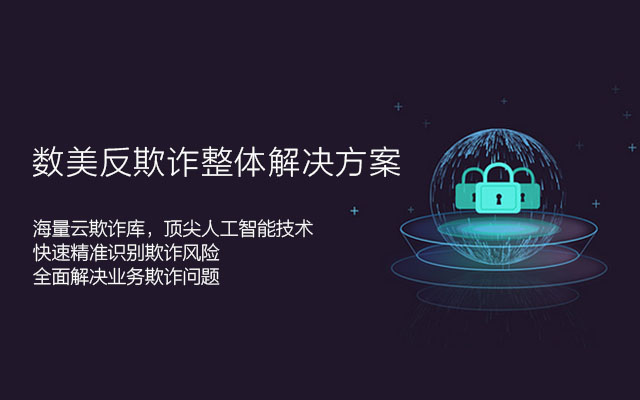 数美反欺诈整体解决方案
海量云欺诈库，顶尖人工智能技术
快速精准识别欺诈风险
全面解决业务欺诈问题